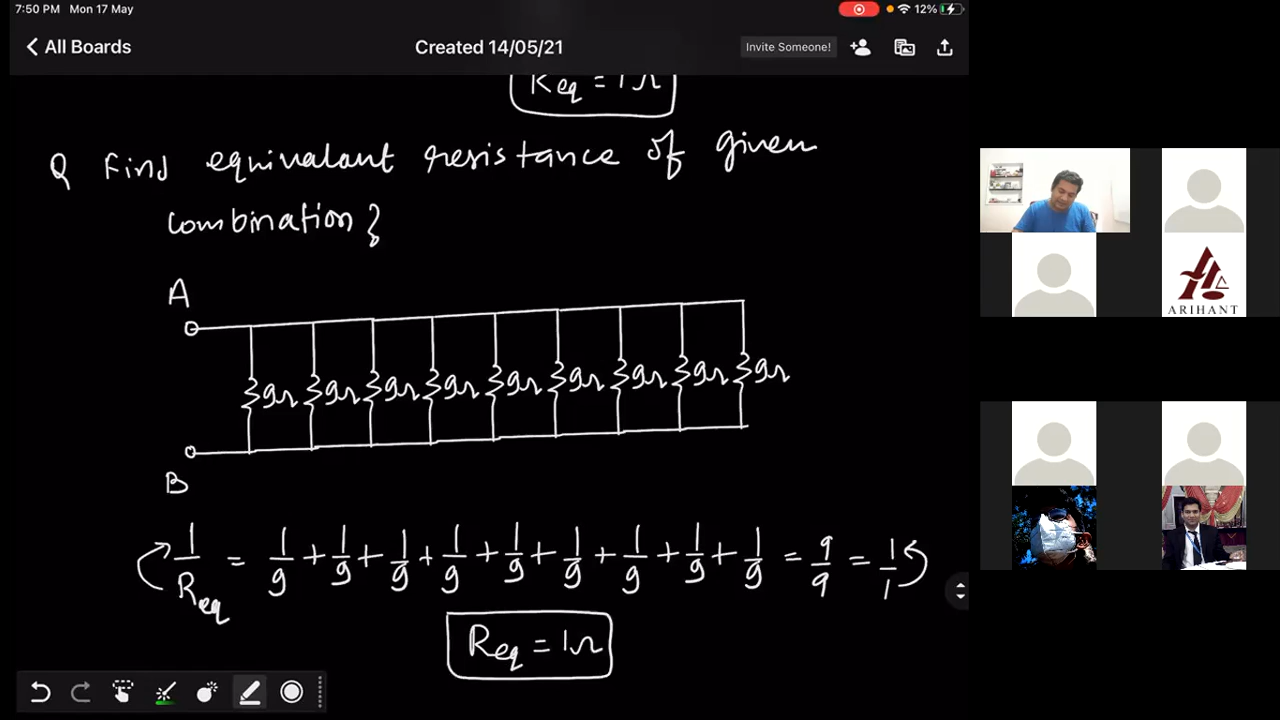 7:50 PM Mon 17 May
12%
All Boards
Created 14/05/21
Invite Someone!
Req = 1Ω
Q Find equivalant resistance of given
combination?
A
9Ω 9Ω 9Ω 9Ω 9Ω 9Ω 9Ω 9Ω 9Ω
B
1/Req = 1/9 + 1/9 + 1/9 + 1/9 + 1/9 + 1/9 + 1/9 + 1/9 + 1/9 = 9/9 = 1/1
Req = 1Ω
ARIHANT